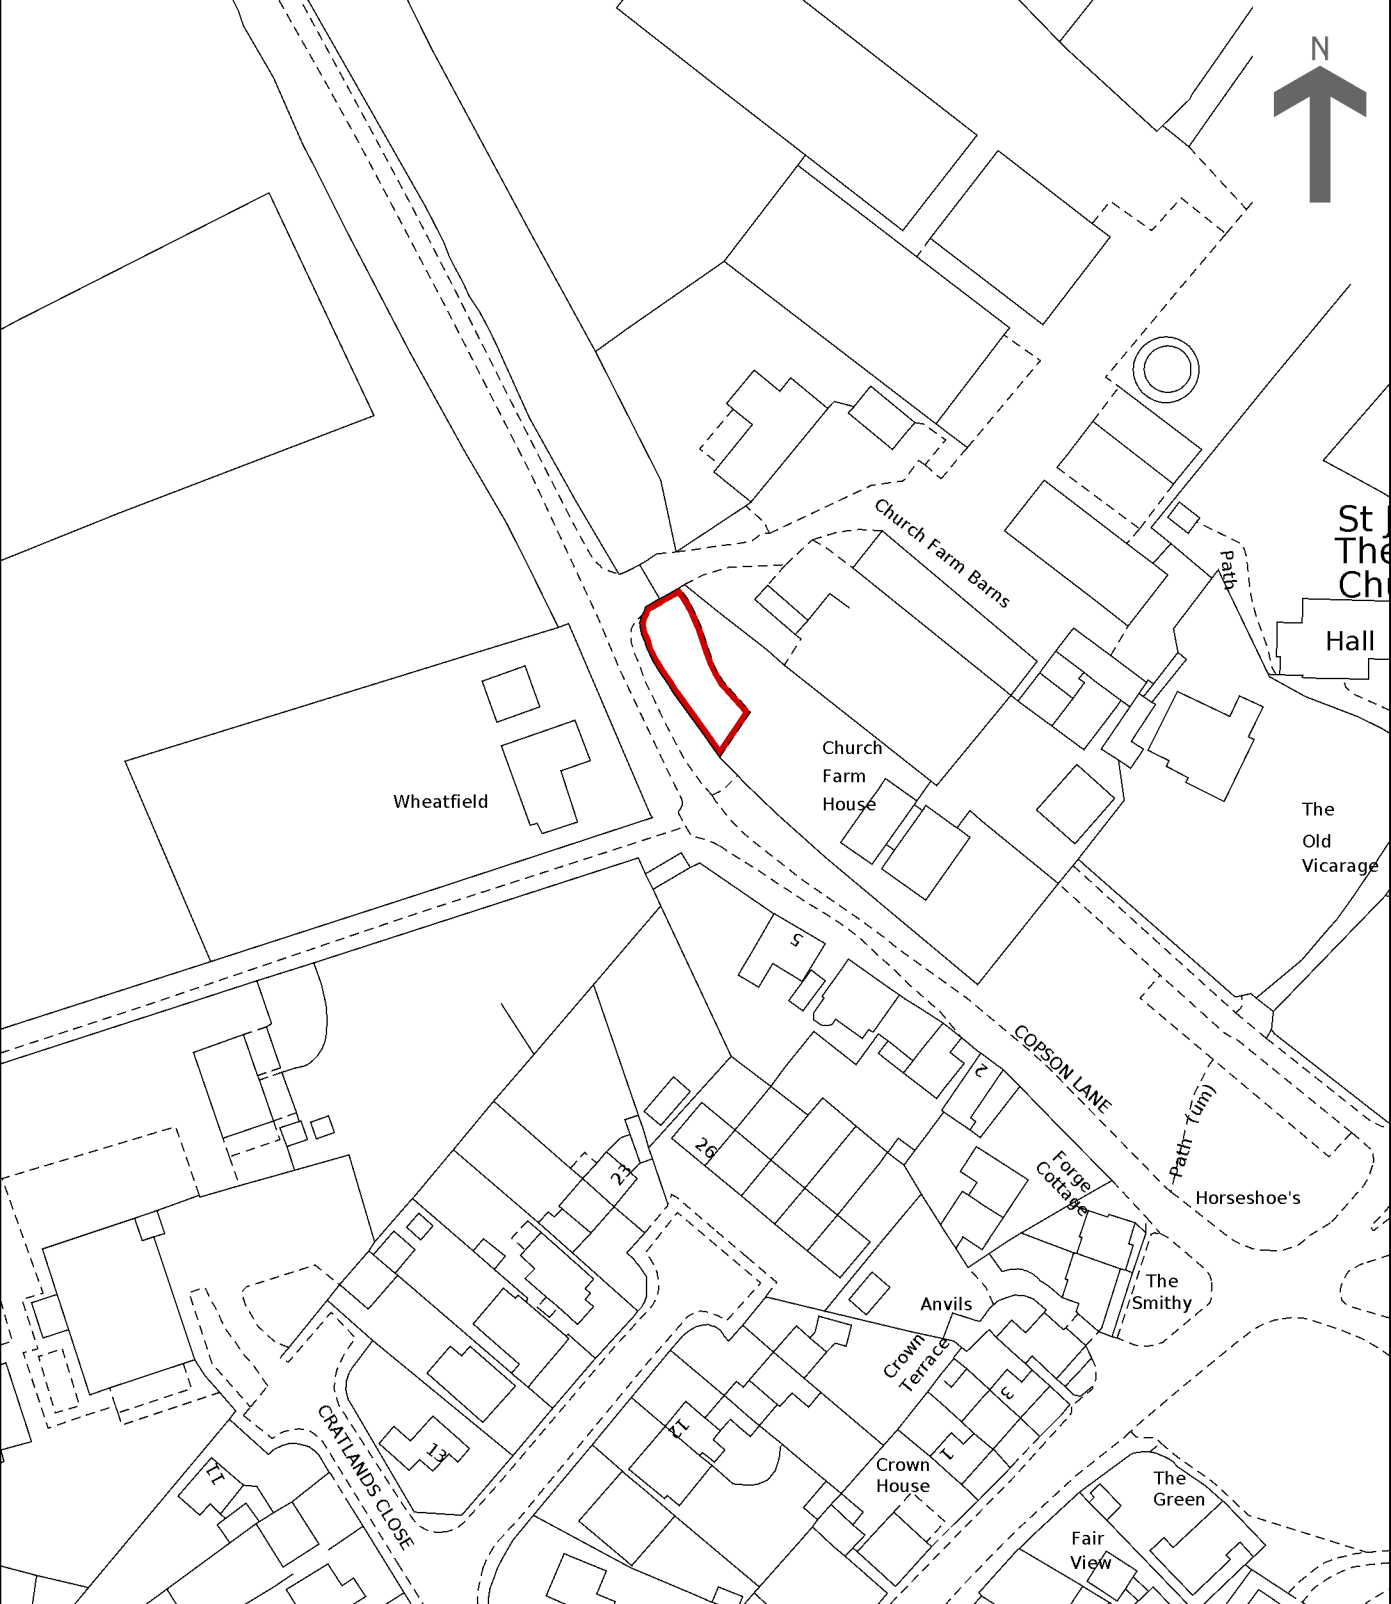 N
Church Farm Barns
Path
St J
The
Chu
Hall
Church
Farm
House
Wheatfield
The
Old
Vicarage
5
COPSON LANE
2
Path (um)
26
23
Forge
Cottage
Horseshoe's
The
Smithy
Anvils
Crown
Terrace
3
12
1
13
11
CRATLANDS CLOSE
Crown
House
The
Green
Fair
View